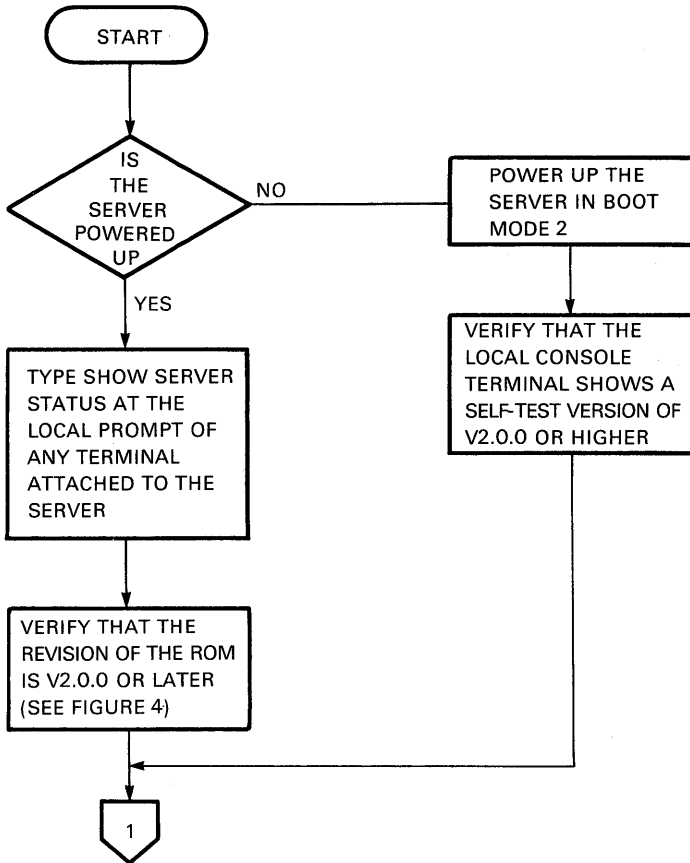 START
IS
THE
SERVER
POWERED
UP
NO
YES
POWER UP THE
SERVER IN BOOT
MODE 2
VERIFY THAT THE
LOCAL CONSOLE
TERMINAL SHOWS A
SELF-TEST VERSION OF
V2.0.0 OR HIGHER
TYPE SHOW SERVER
STATUS AT THE
LOCAL PROMPT OF
ANY TERMINAL
ATTACHED TO THE
SERVER
VERIFY THAT THE
REVISION OF THE ROM
IS V2.0.0 OR LATER
(SEE FIGURE 4)
1